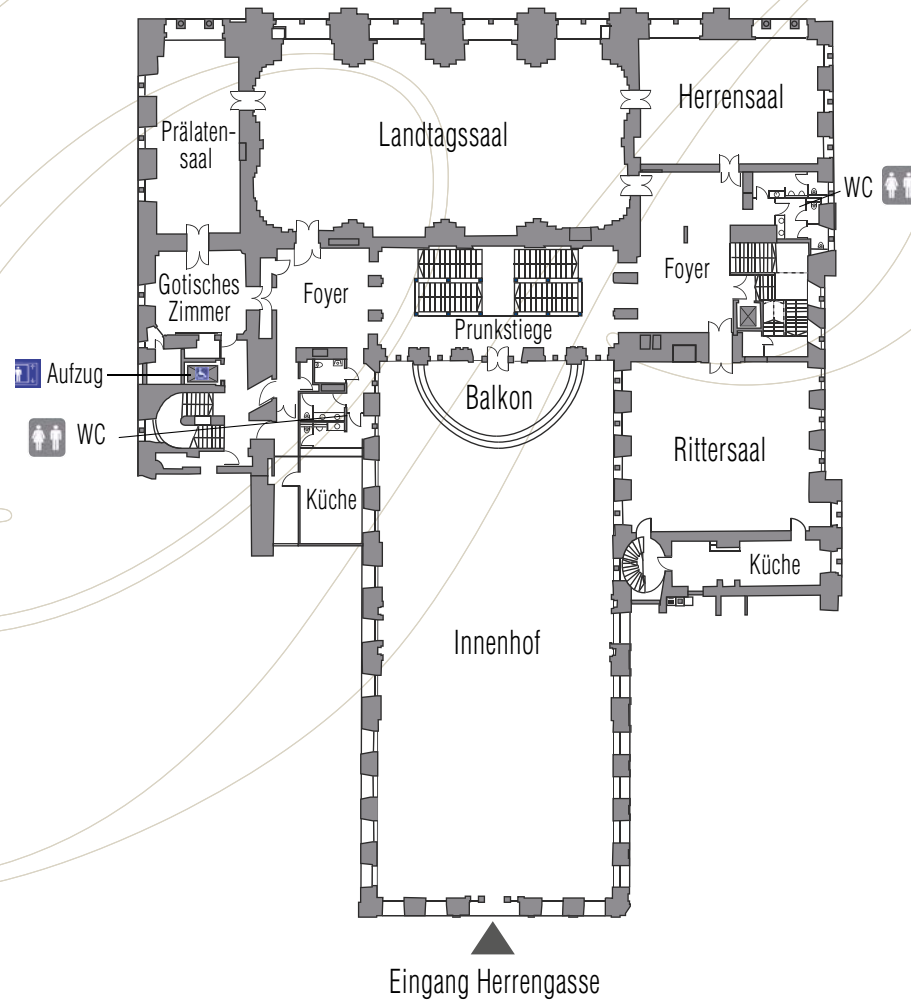 Herrensaal
Landtagssaal
Prälaten-
saal
WC
Gotisches
Zimmer
Foyer
Foyer
Prunkstiege
Aufzug
Balkon
WC
Rittersaal
Küche
Küche
Innenhof
Eingang Herrengasse